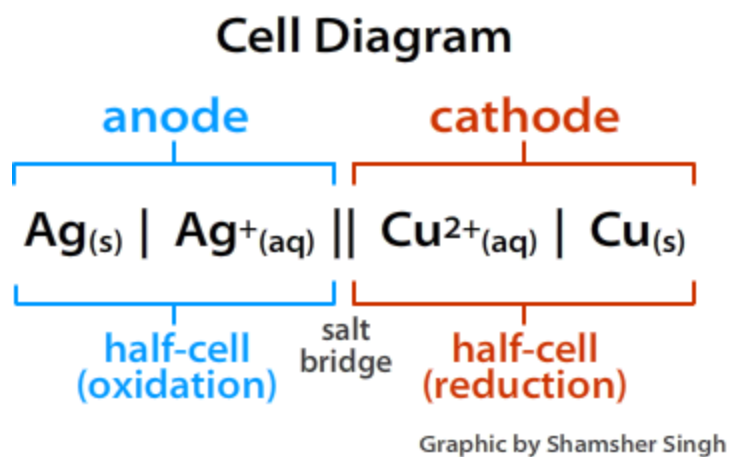 Cell Diagram
anode cathode
Ag(s) | Ag+(aq) || Cu2+(aq) | Cu(s)
half-cell
(oxidation)
salt
bridge
half-cell
(reduction)
Graphic by Shamsher Singh